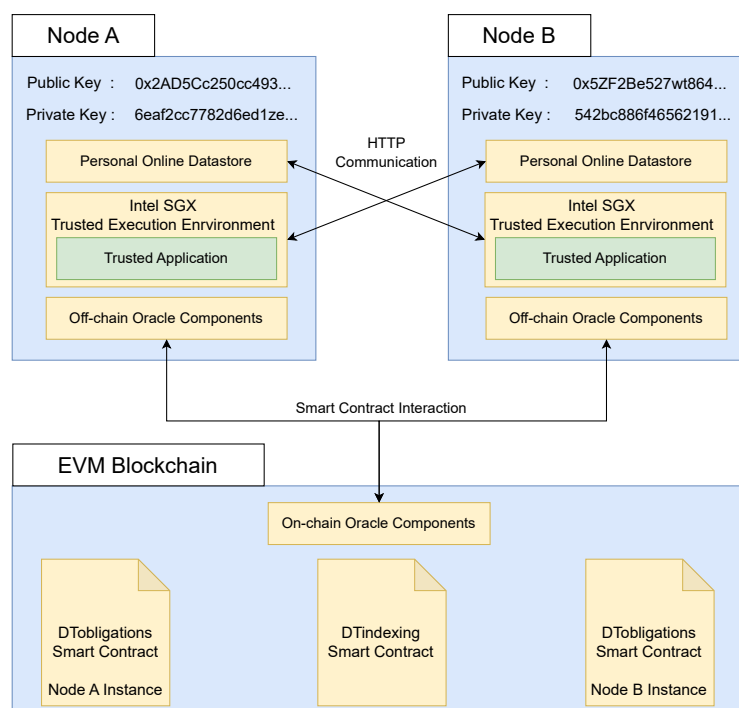 Node A
Public Key : 0x2AD5Cc250cc493...
Private Key : 6eaf2cc7782d6ed1ze...
Personal Online Datastore
Intel SGX
Trusted Execution Enrvironment
Trusted Application
Off-chain Oracle Components
Node B
Public Key : 0x5ZF2Be527wt864...
Private Key : 542bc886f46562191...
Personal Online Datastore
Intel SGX
Trusted Execution Enrvironment
Trusted Application
Off-chain Oracle Components
HTTP
Communication
Smart Contract Interaction
EVM Blockchain
On-chain Oracle Components
DTobligations
Smart Contract
Node A Instance
DTindexing
Smart Contract
DTobligations
Smart Contract
Node B Instance